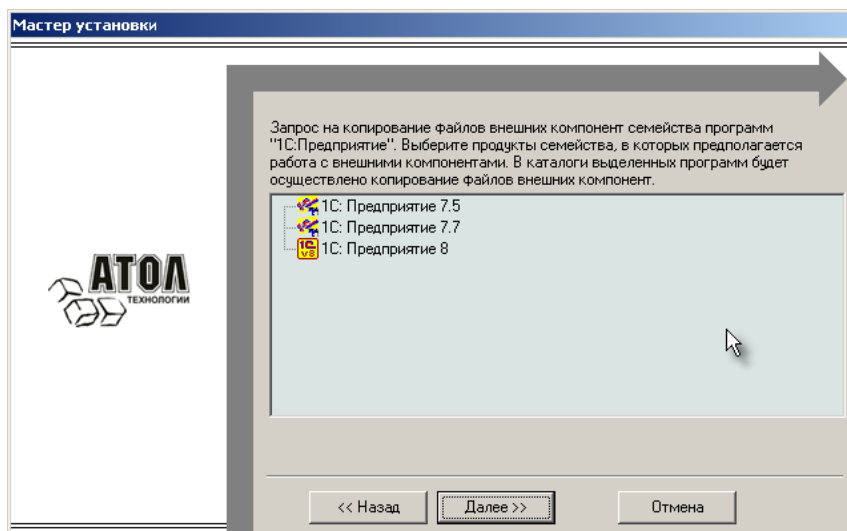 Мастер установки
Запрос на копирование файлов внешних компонент семейства программ
"1С:Предприятие". Выберите продукты семейства, в которых предполагается
работа с внешними компонентами. В каталоги выделенных программ будет
осуществлено копирование файлов внешних компонент.
1С: Предприятие 7.5
1С: Предприятие 7.7
1С: Предприятие 8
АТОЛ
ТЕХНОЛОГИИ
<< Назад
Далее >>
Отмена